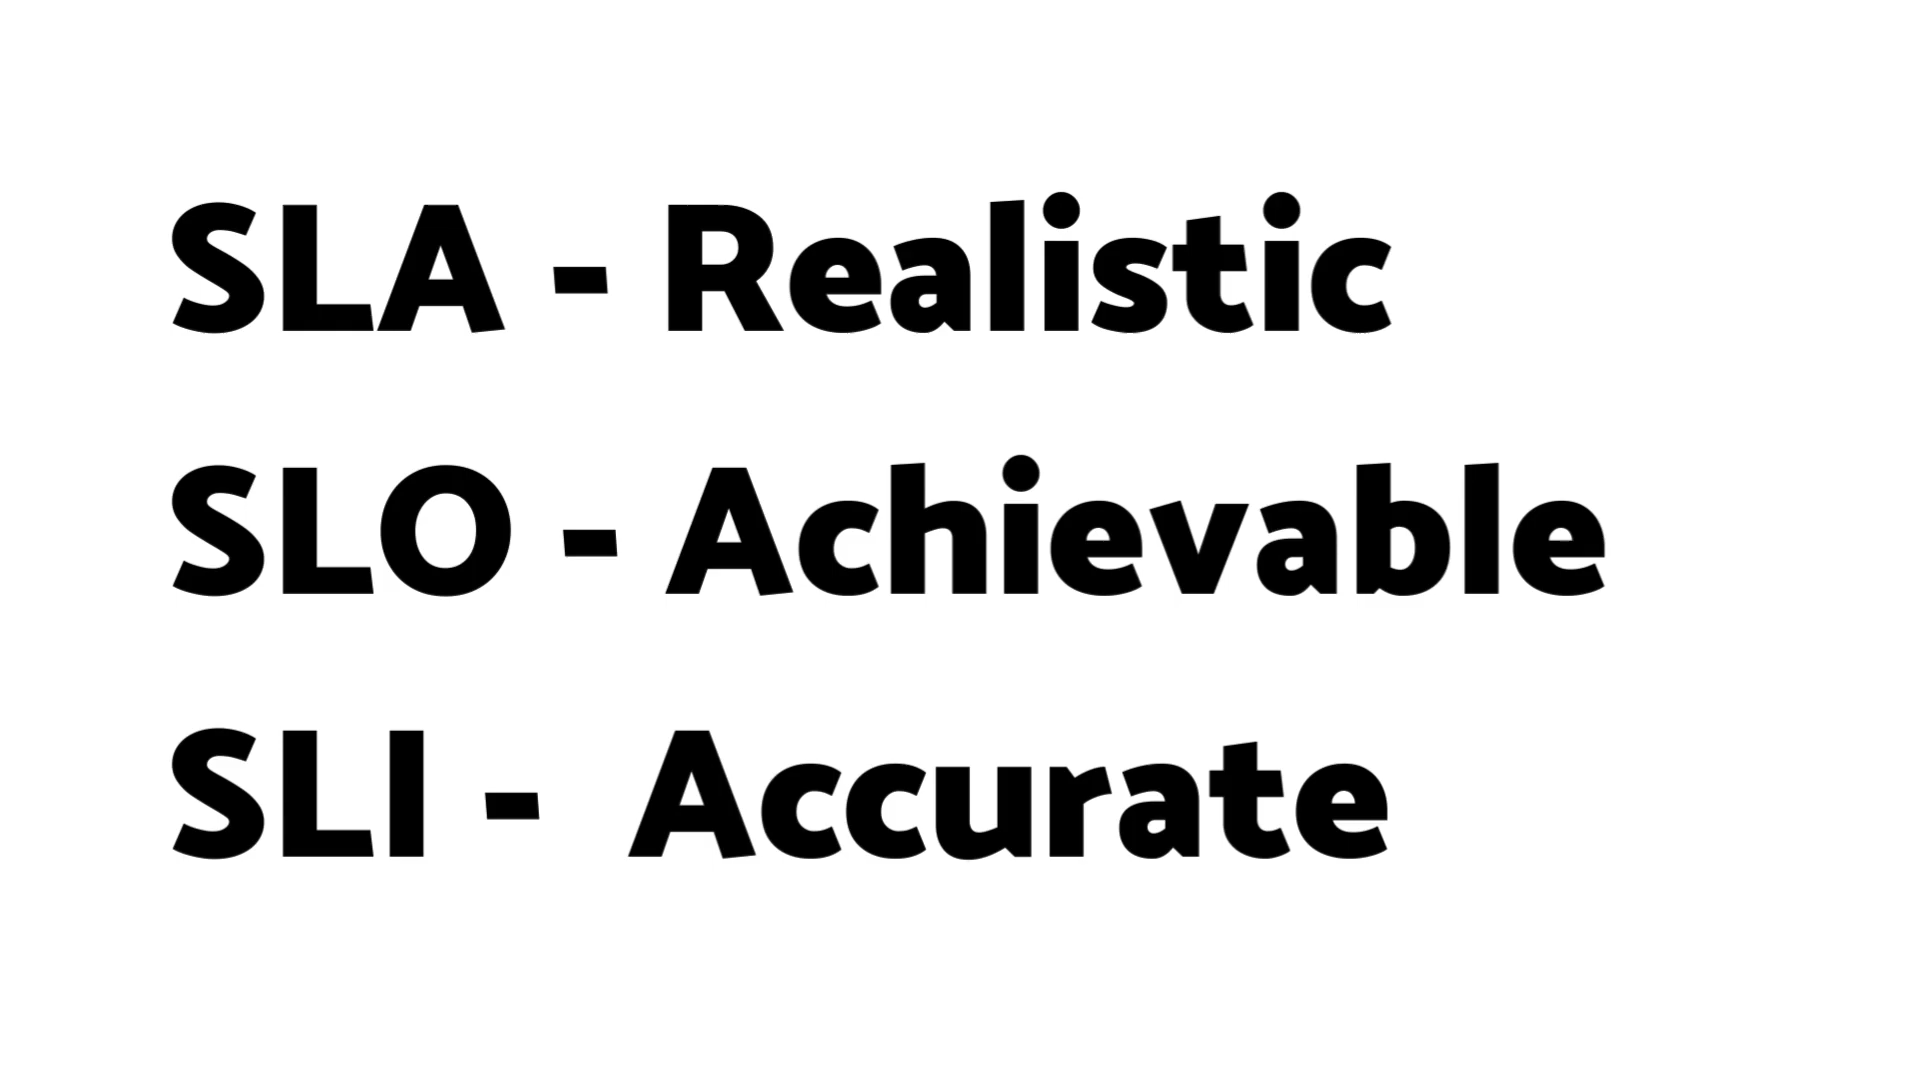 SLA - Realistic
SLO - Achievable
SLI - Accurate